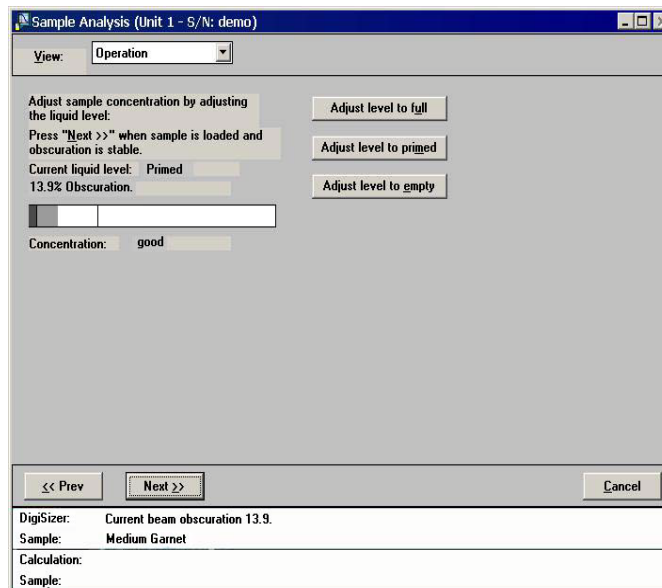 Sample Analysis (Unit 1 - S/N: demo)
View: Operation
Adjust sample concentration by adjusting
the liquid level:
Press "Next >>" when sample is loaded and
obscuration is stable.
Current liquid level: Primed
13.9% Obscuration.
Concentration: good
Adjust level to full
Adjust level to primed
Adjust level to empty
<< Prev
Next >>
Cancel
DigiSizer: Current beam obscuration 13.9.
Sample: Medium Garnet
Calculation:
Sample: